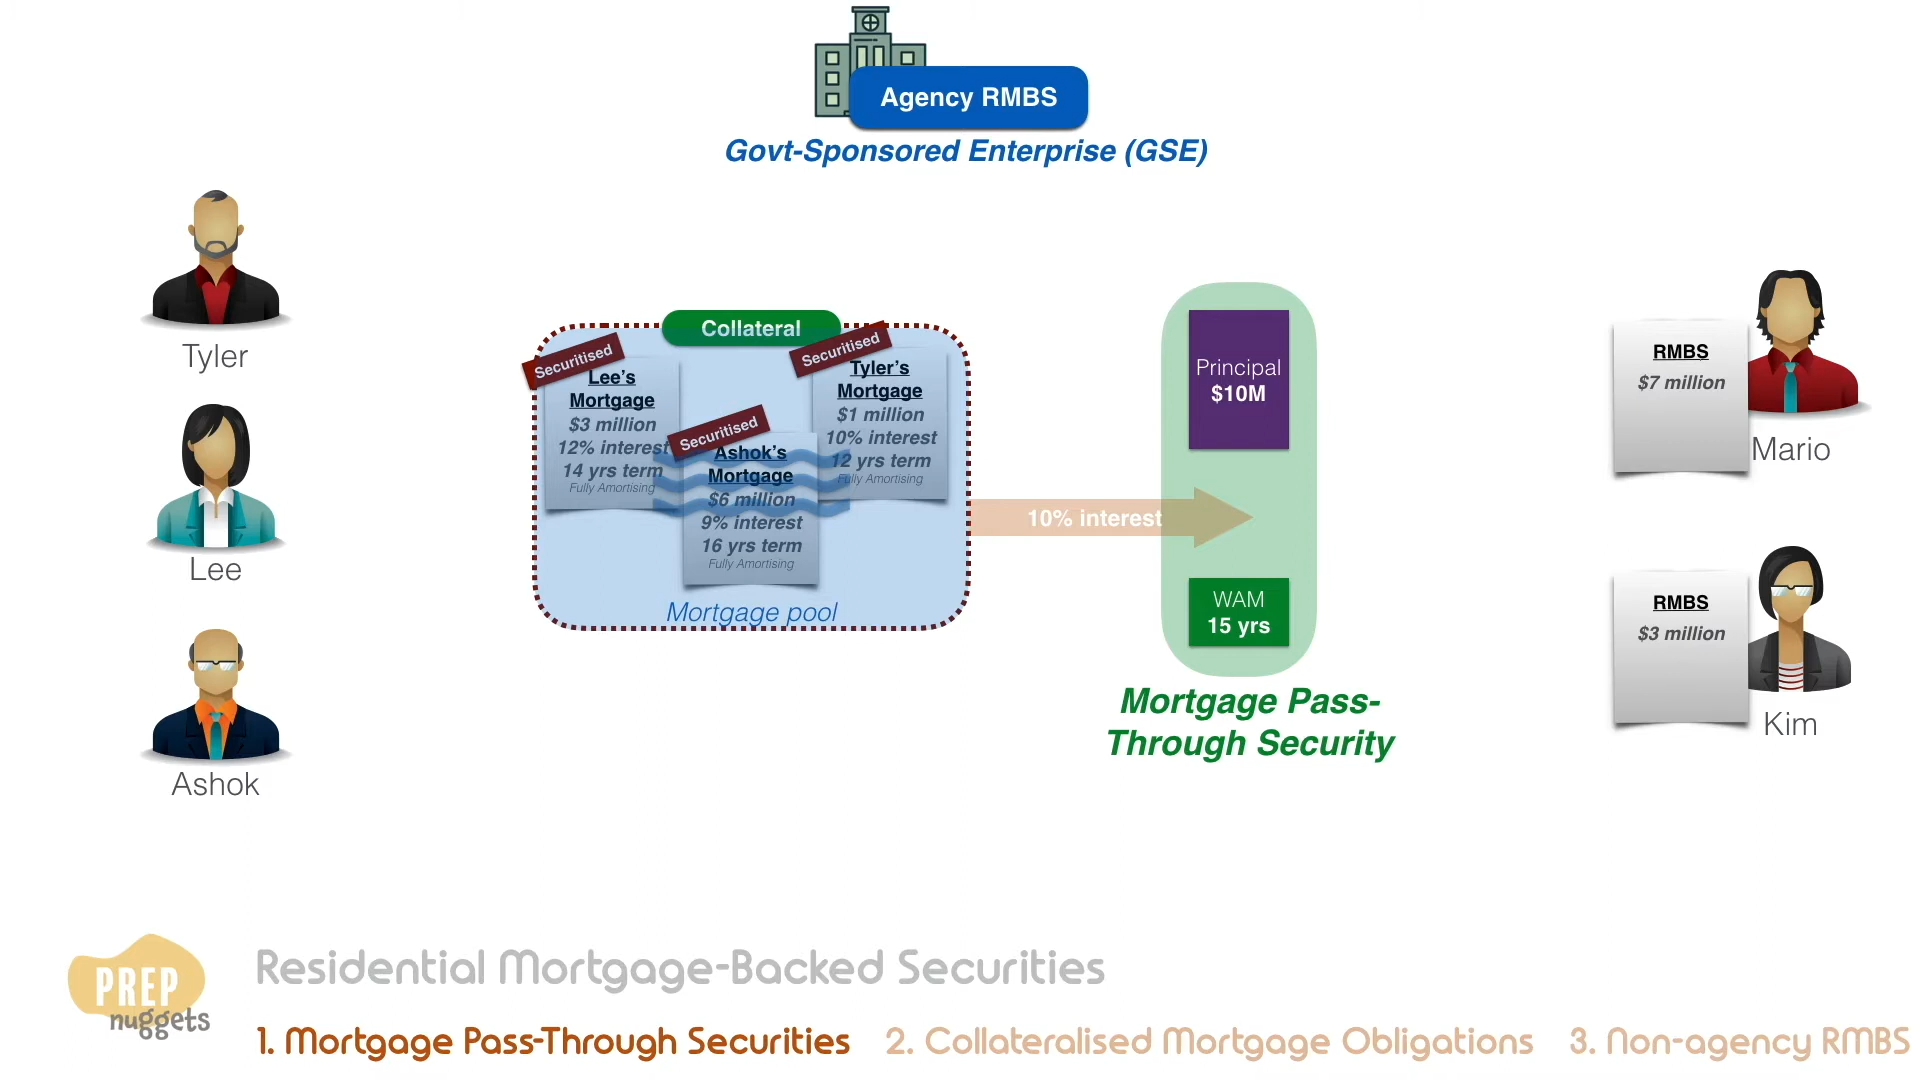 Agency RMBS
Govt-Sponsored Enterprise (GSE)
Tyler
Lee
Ashok
Collateral
Securitised
Lee's
Mortgage
$3 million
12% interest
14 yrs term
Fully Amortising
Securitised
Ashok's
Mortgage
$6 million
9% interest
16 yrs term
Fully Amortising
Securitised
Tyler's
Mortgage
$1 million
10% interest
12 yrs term
Fully Amortising
Mortgage pool
10% interest
Principal
$10M
WAM
15 yrs
Mortgage Pass-
Through Security
RMBS
$7 million
Mario
RMBS
$3 million
Kim
PREP
nuggets
Residential Mortgage-Backed Securities
1. Mortgage Pass-Through Securities 2. Collateralised Mortgage Obligations 3. Non-agency RMBS